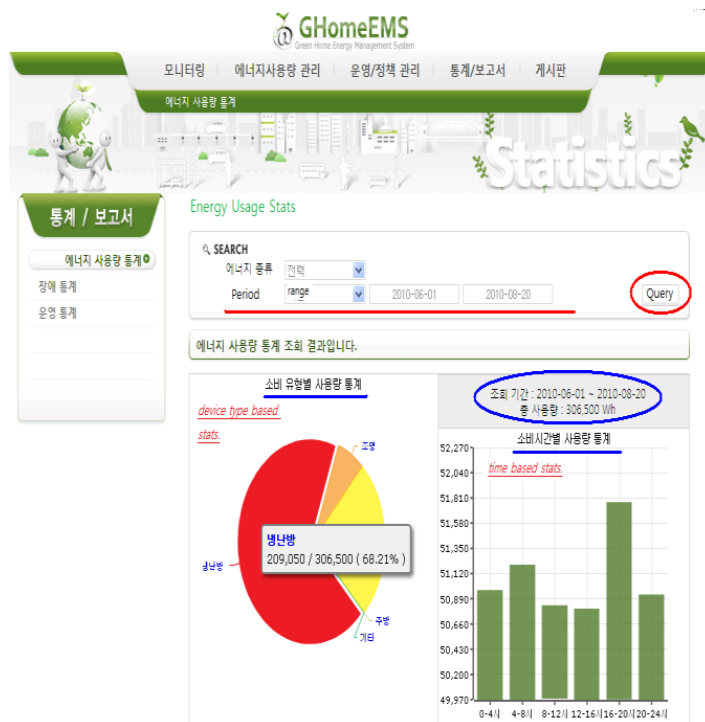 GHomeEMS
Green Home Energy Management System
모니터링 에너지사용량 관리 운영/정책 관리 통계/보고서 게시판
에너지 사용량 통계
Statistics
통계 / 보고서
에너지 사용량 통계
장애 통계
운영 통계
Energy Usage Stats
SEARCH
에너지 종류 전력
Period range 2010-06-01 2010-08-20 Query
에너지 사용량 통계 조회 결과입니다.
소비 유형별 사용량 통계
device type based
stats.
조명
냉난방
209,050 / 306,500 ( 68.21% )
냉난방
주방
기타
조회 기간 : 2010-06-01 ~ 2010-08-20
총 사용량 : 306,500 Wh
소비시간별 사용량 통계
time based stats.
52,270
52,040
51,810
51,580
51,350
51,120
50,890
50,660
50,430
50,200
49,970
0-4시 4-8시 8-12시 12-16시 16-20시 20-24시